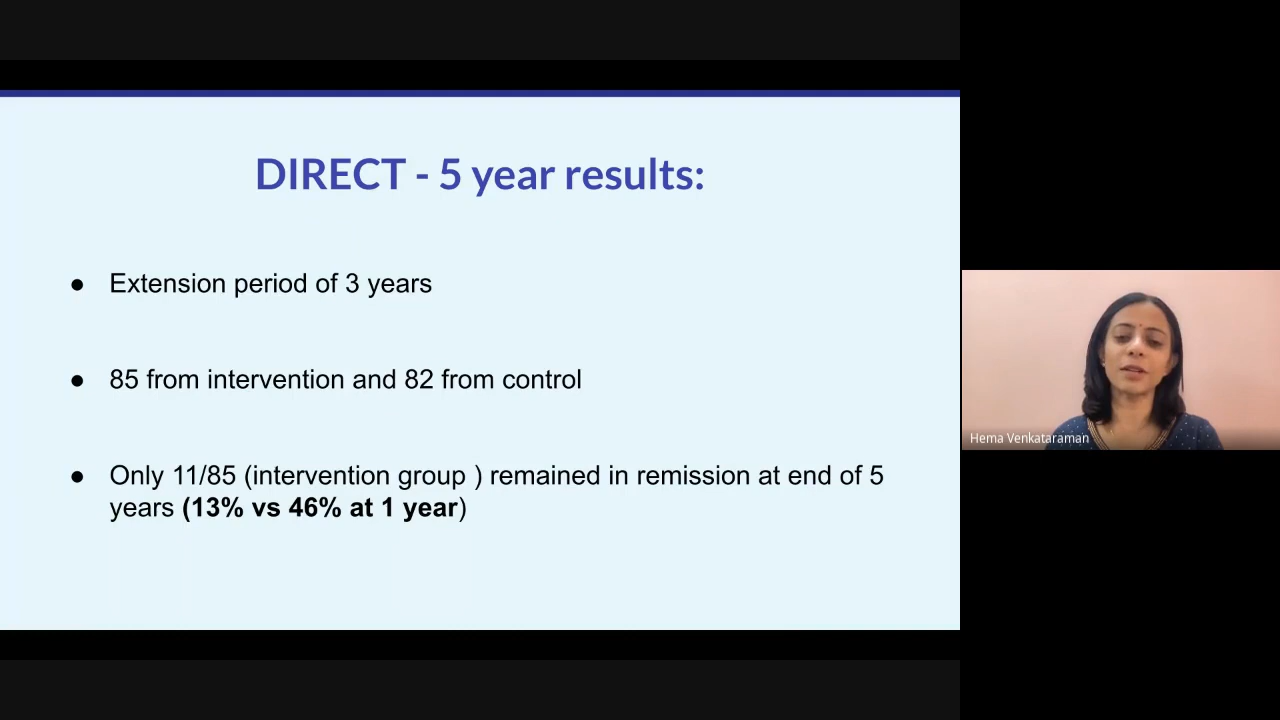 DIRECT - 5 year results:
● Extension period of 3 years
● 85 from intervention and 82 from control
● Only 11/85 (intervention group ) remained in remission at end of 5
years (13% vs 46% at 1 year)
Hema Venkataraman